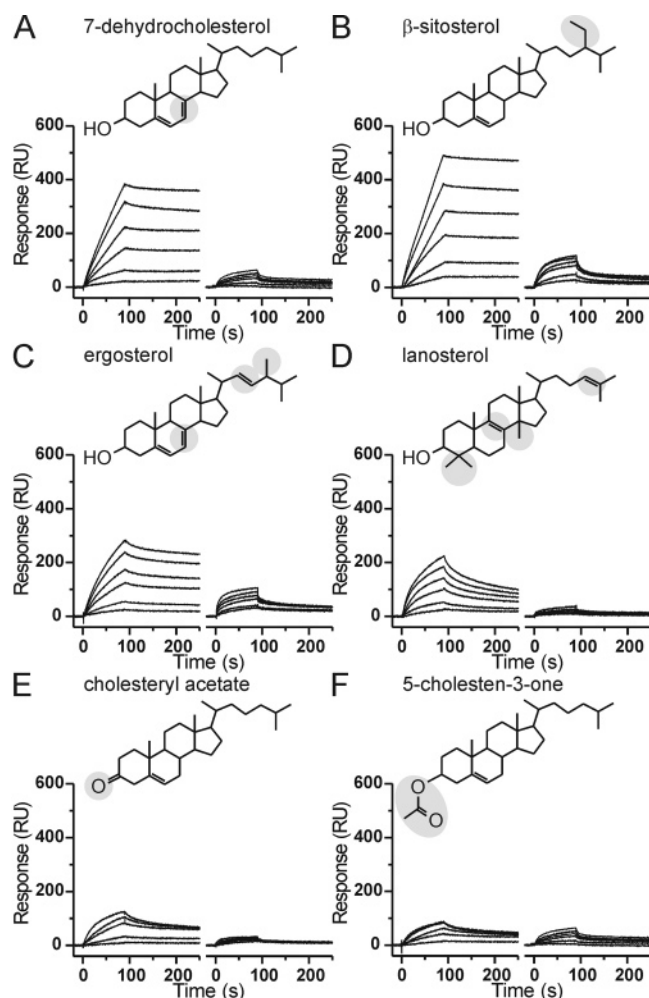 A 7-dehydrocholesterol
HO
600
400
200
0
Response (RU)
0 100 200 0 100 200
Time (s)
B β-sitosterol
HO
600
400
200
0
Response (RU)
0 100 200 0 100 200
Time (s)
C ergosterol
HO
600
400
200
0
Response (RU)
0 100 200 0 100 200
Time (s)
D lanosterol
HO
600
400
200
0
Response (RU)
0 100 200 0 100 200
Time (s)
E cholesteryl acetate
O
600
400
200
0
Response (RU)
0 100 200 0 100 200
Time (s)
F 5-cholesten-3-one
O
O
600
400
200
0
Response (RU)
0 100 200 0 100 200
Time (s)